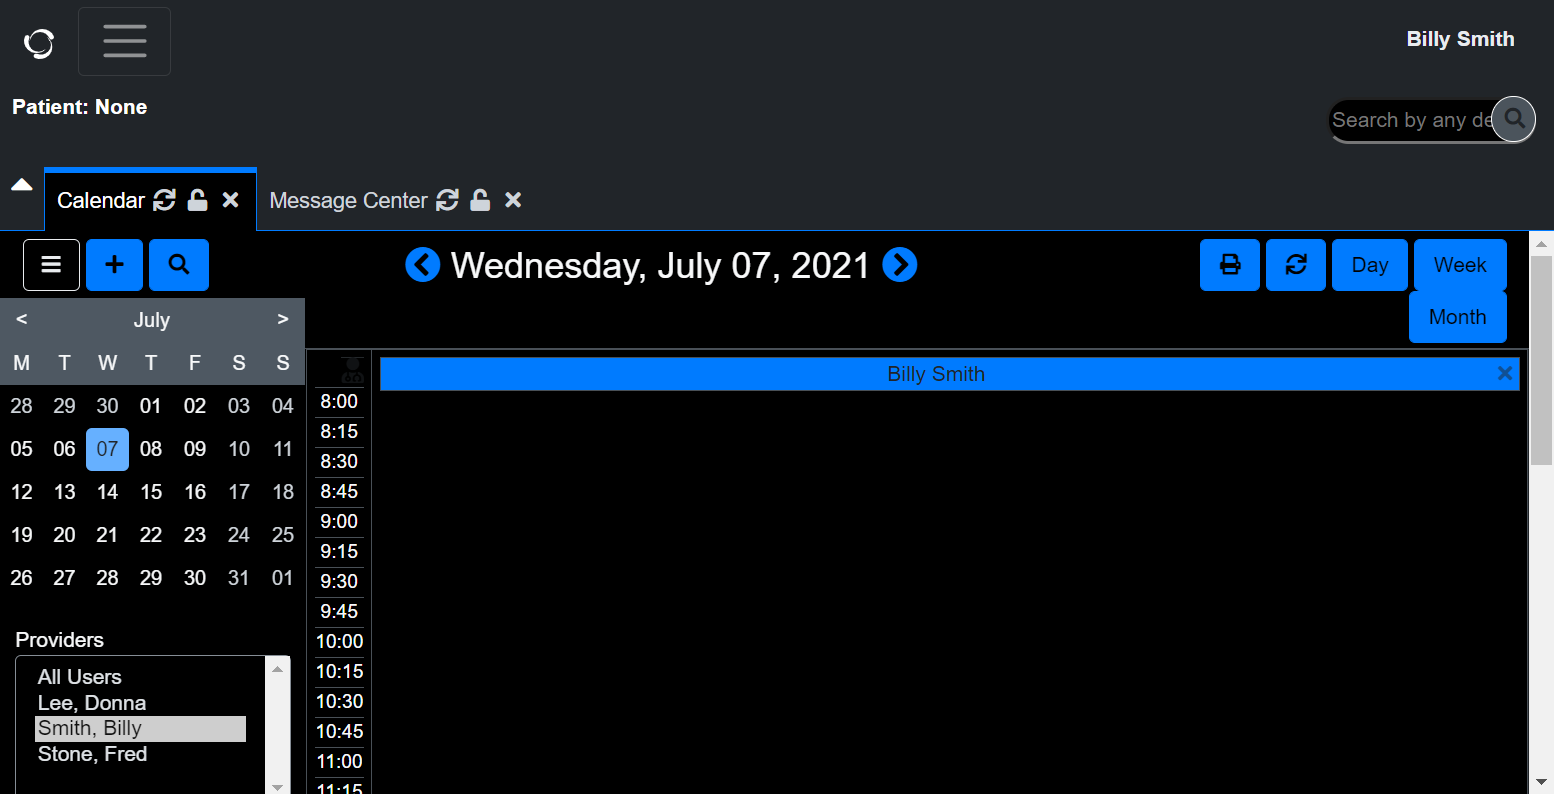 Billy Smith
Patient: None
Search by any de
Calendar
Message Center
Wednesday, July 07, 2021
Day
Week
Month
< July >
M T W T F S S
28 29 30 01 02 03 04
05 06 07 08 09 10 11
12 13 14 15 16 17 18
19 20 21 22 23 24 25
26 27 28 29 30 31 01
Providers
All Users
Lee, Donna
Smith, Billy
Stone, Fred
Billy Smith
8:00
8:15
8:30
8:45
9:00
9:15
9:30
9:45
10:00
10:15
10:30
10:45
11:00
11:15